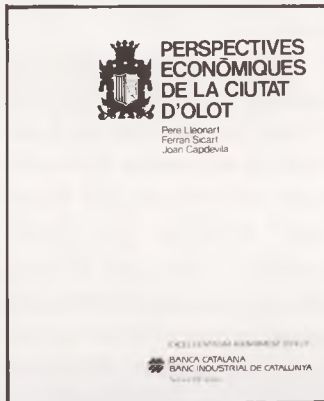 PERSPECTIVES
ECONÒMIQUES
DE LA CIUTAT
D'OLOT
Pere Lleonart
Ferran Sicart
Joan Capdevila
BANCA CATALANA
BANC INDUSTRIAL DE CATALUNYA